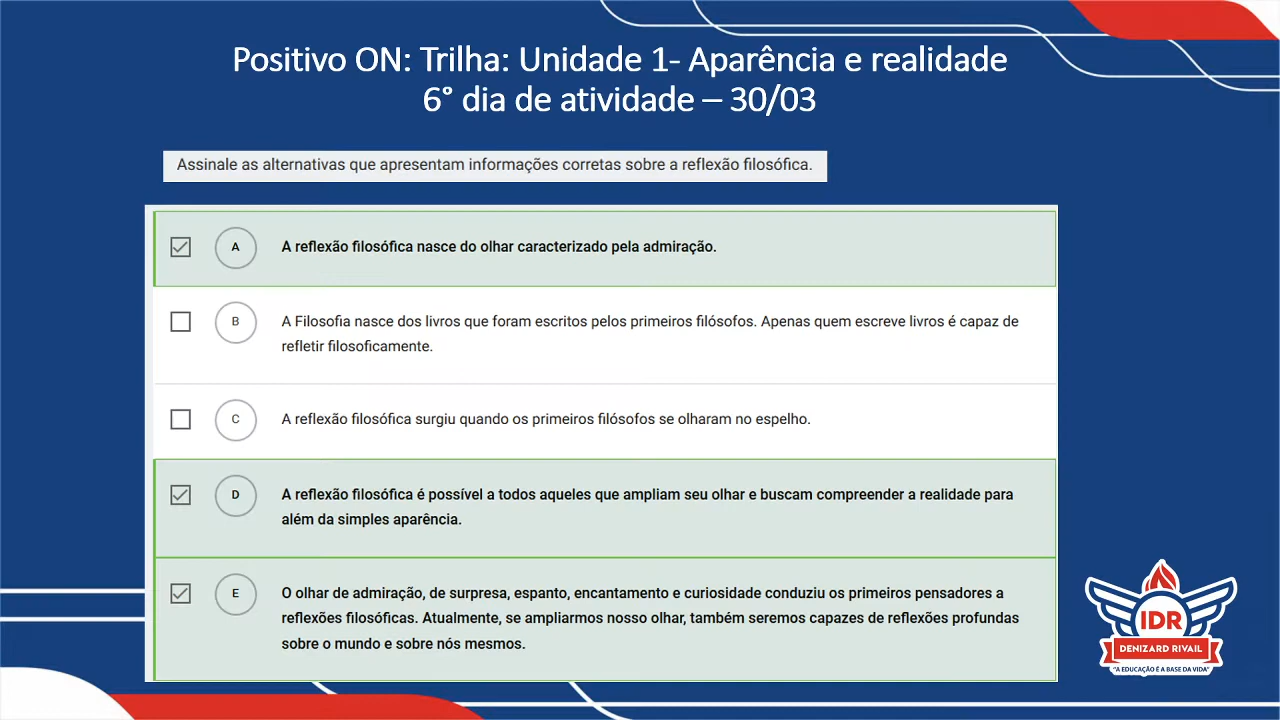 Positivo ON: Trilha: Unidade 1- Aparência e realidade
6° dia de atividade – 30/03
Assinale as alternativas que apresentam informações corretas sobre a reflexão filosófica.
A A reflexão filosófica nasce do olhar caracterizado pela admiração.
B A Filosofia nasce dos livros que foram escritos pelos primeiros filósofos. Apenas quem escreve livros é capaz de
refletir filosoficamente.
C A reflexão filosófica surgiu quando os primeiros filósofos se olharam no espelho.
D A reflexão filosófica é possível a todos aqueles que ampliam seu olhar e buscam compreender a realidade para
além da simples aparência.
E O olhar de admiração, de surpresa, espanto, encantamento e curiosidade conduziu os primeiros pensadores a
reflexões filosóficas. Atualmente, se ampliarmos nosso olhar, também seremos capazes de reflexões profundas
sobre o mundo e sobre nós mesmos.
IDR
DENIZARD RIVAIL
"A EDUCAÇÃO É A BASE DA VIDA"